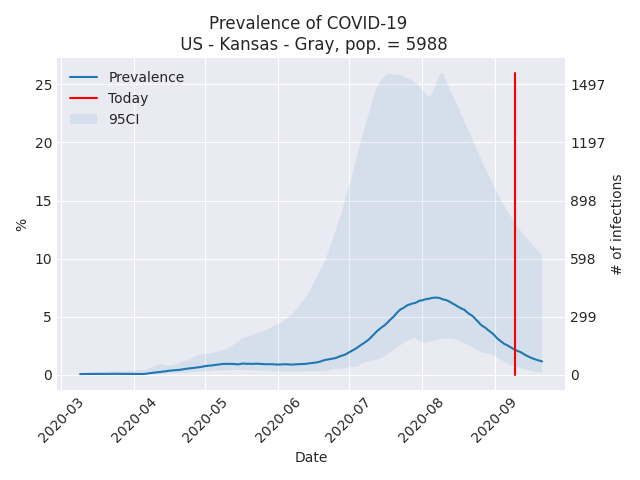 Prevalence of COVID-19
US - Kansas - Gray, pop. = 5988
Prevalence
Today
95CI
25
20
15
10
5
0
%
1497
1197
898
598
299
0
# of infections
2020-03
2020-04
2020-05
2020-06
2020-07
2020-08
2020-09
Date